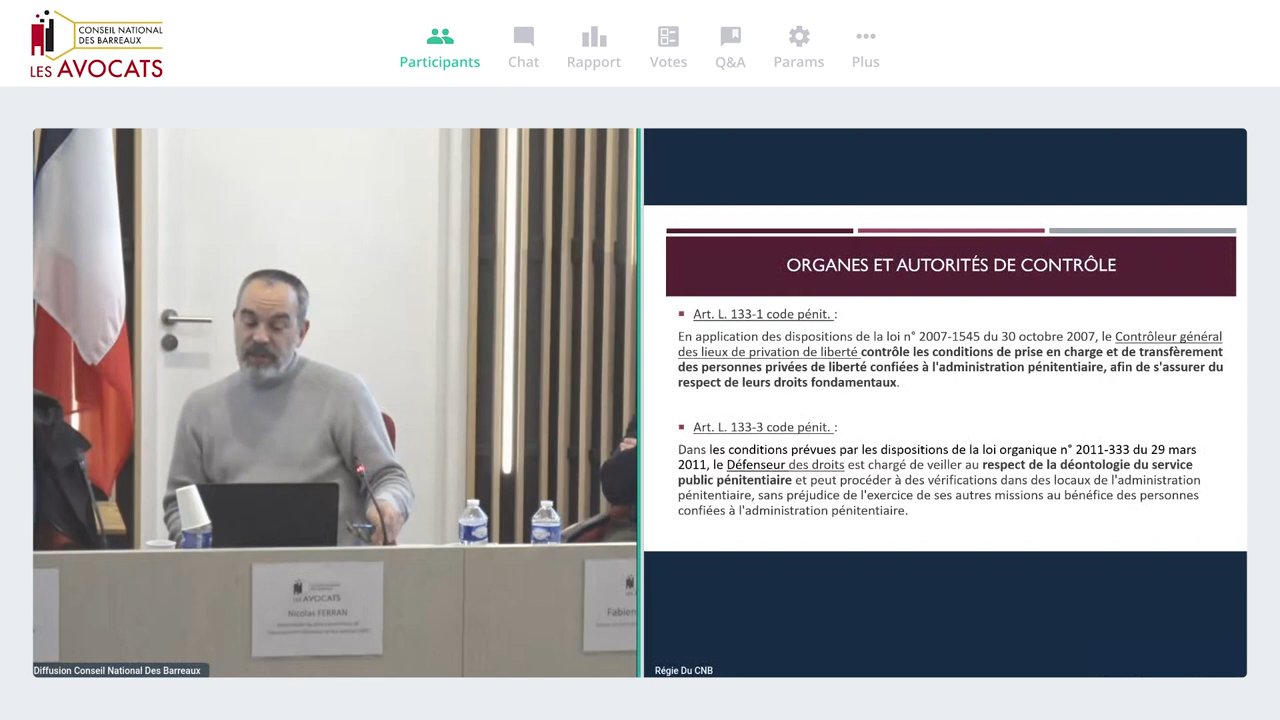 CONSEIL NATIONAL
DES BARREAUX
LES AVOCATS
Participants
Chat
Rapport
Votes
Q&A
Params
Plus
LES AVOCATS
Nicolas FERRAN
Fabien
Diffusion Conseil National Des Barreaux
ORGANES ET AUTORITÉS DE CONTRÔLE
Art. L. 133-1 code pénit. :
En application des dispositions de la loi n° 2007-1545 du 30 octobre 2007, le Contrôleur général
des lieux de privation de liberté contrôle les conditions de prise en charge et de transfèrement
des personnes privées de liberté confiées à l'administration pénitentiaire, afin de s'assurer du
respect de leurs droits fondamentaux.
Art. L. 133-3 code pénit. :
Dans les conditions prévues par les dispositions de la loi organique n° 2011-333 du 29 mars
2011, le Défenseur des droits est chargé de veiller au respect de la déontologie du service
public pénitentiaire et peut procéder à des vérifications dans des locaux de l'administration
pénitentiaire, sans préjudice de l'exercice de ses autres missions au bénéfice des personnes
confiées à l'administration pénitentiaire.
Régie Du CNB